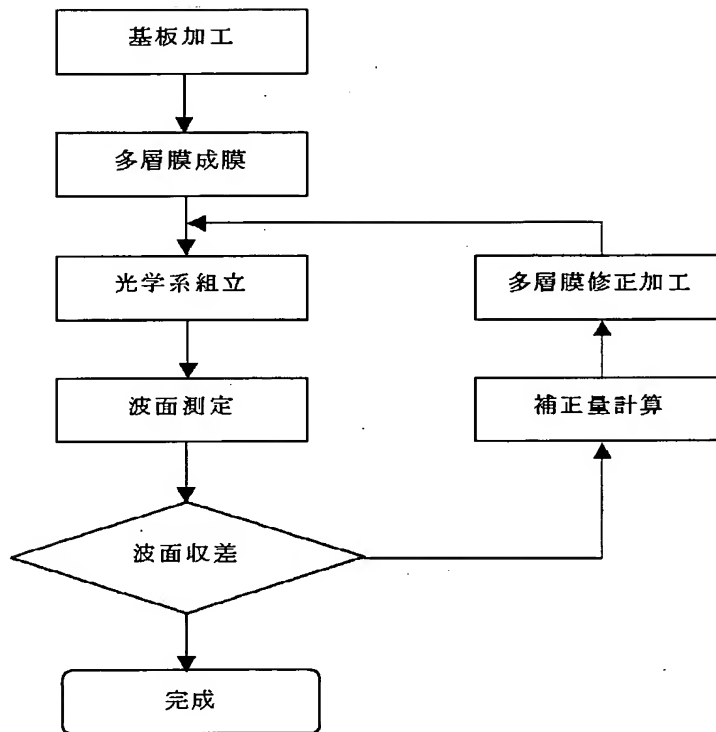 基板加工
多層膜成膜
光学系組立
多層膜修正加工
波面測定
補正量計算
波面収差
完成